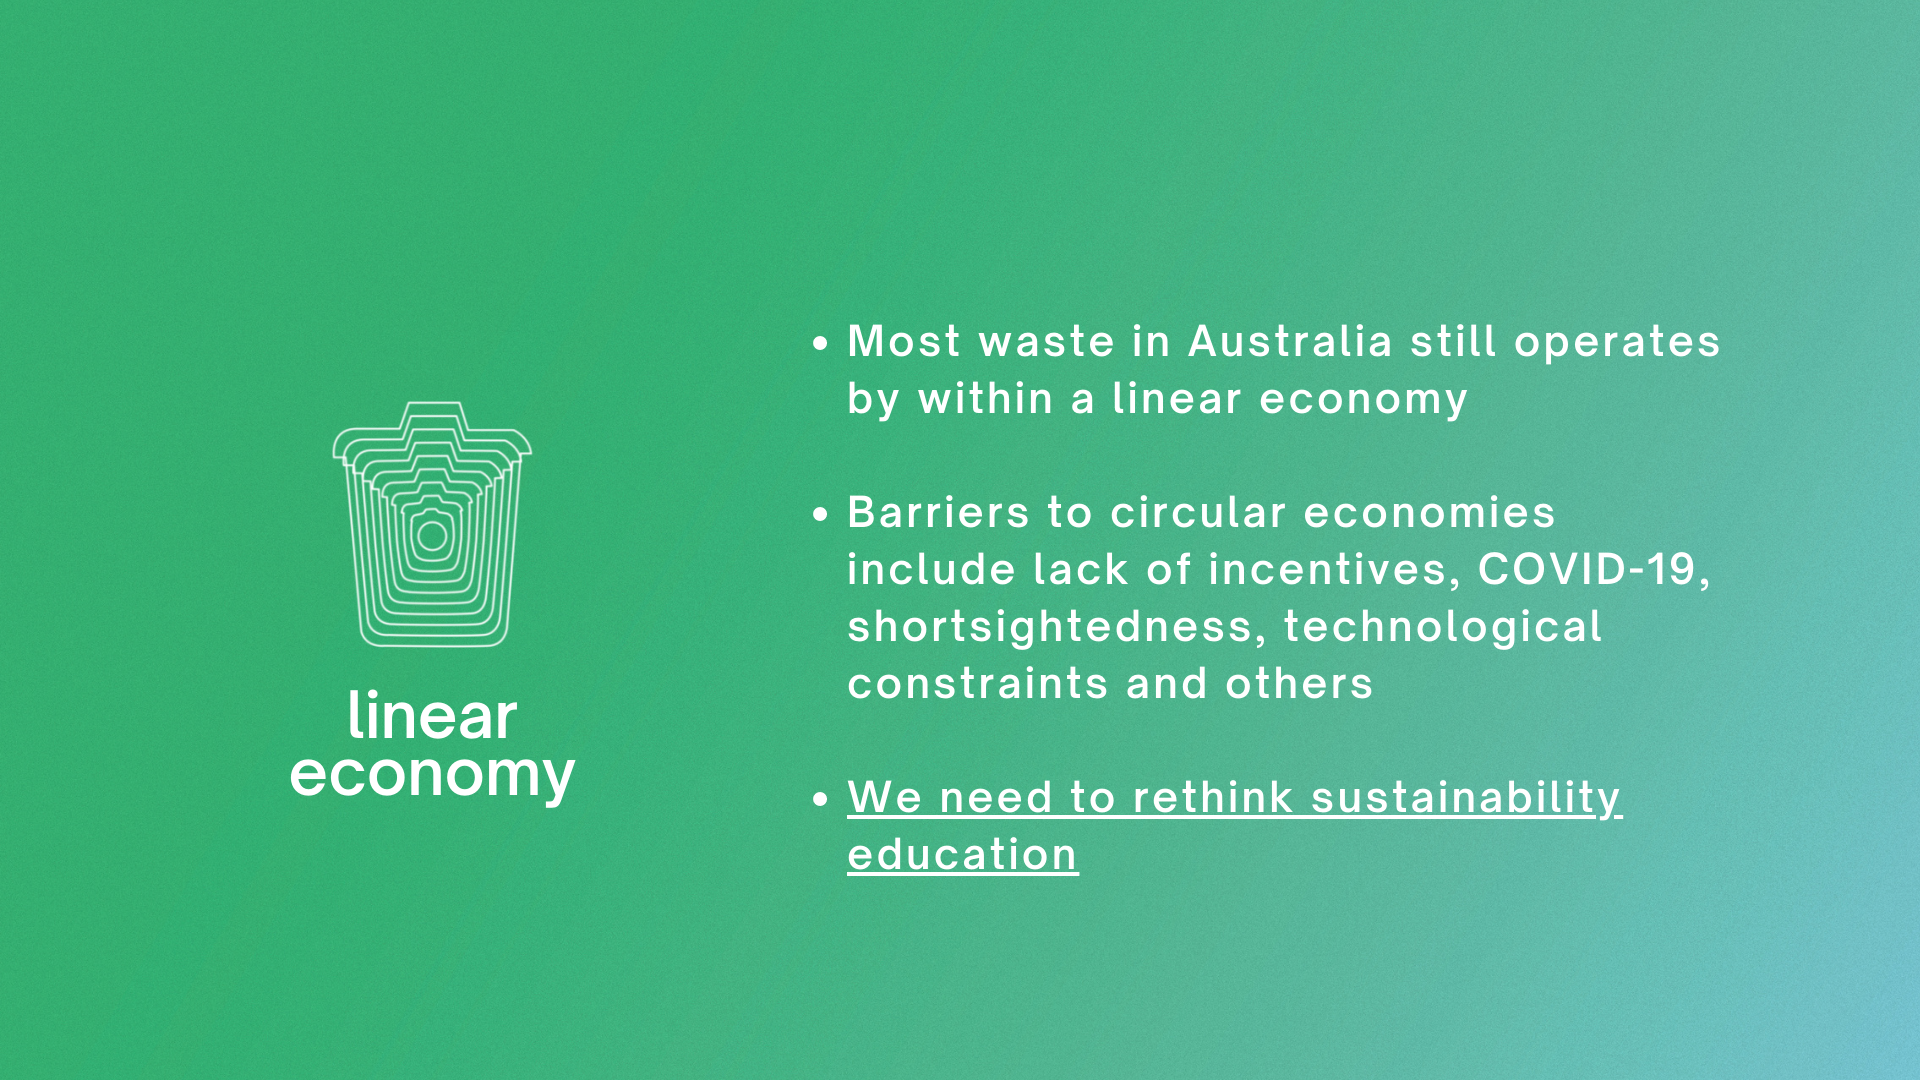 linear
economy
• Most waste in Australia still operates
by within a linear economy
• Barriers to circular economies
include lack of incentives, COVID-19,
shortsightedness, technological
constraints and others
• We need to rethink sustainability
education